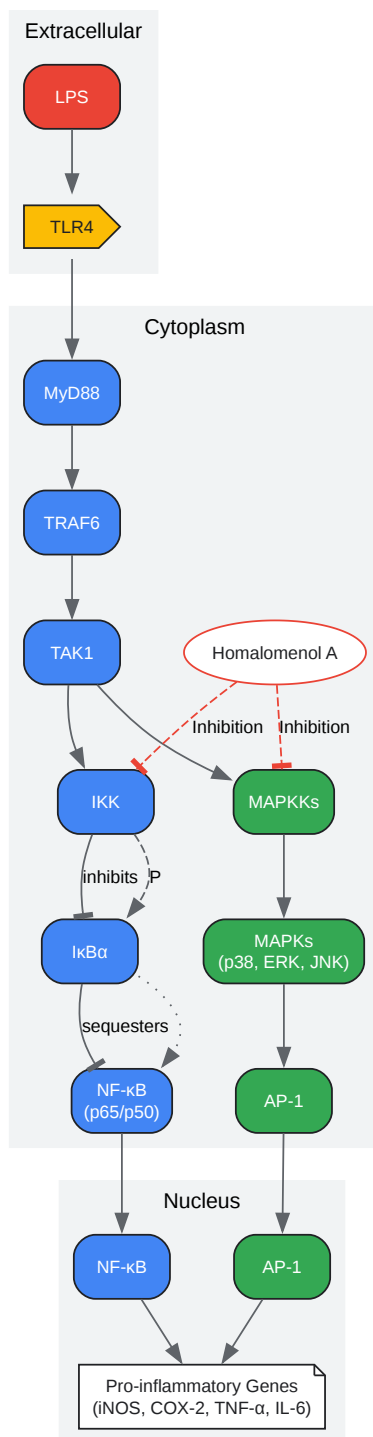 Extracellular
LPS
TLR4
Cytoplasm
MyD88
TRAF6
TAK1
Homalomenol A
Inhibition
Inhibition
IKK
MAPKKs
inhibits
P
IκBα
MAPKs
(p38, ERK, JNK)
sequesters
NF-κB
(p65/p50)
AP-1
Nucleus
NF-κB
AP-1
Pro-inflammatory Genes
(iNOS, COX-2, TNF-α, IL-6)